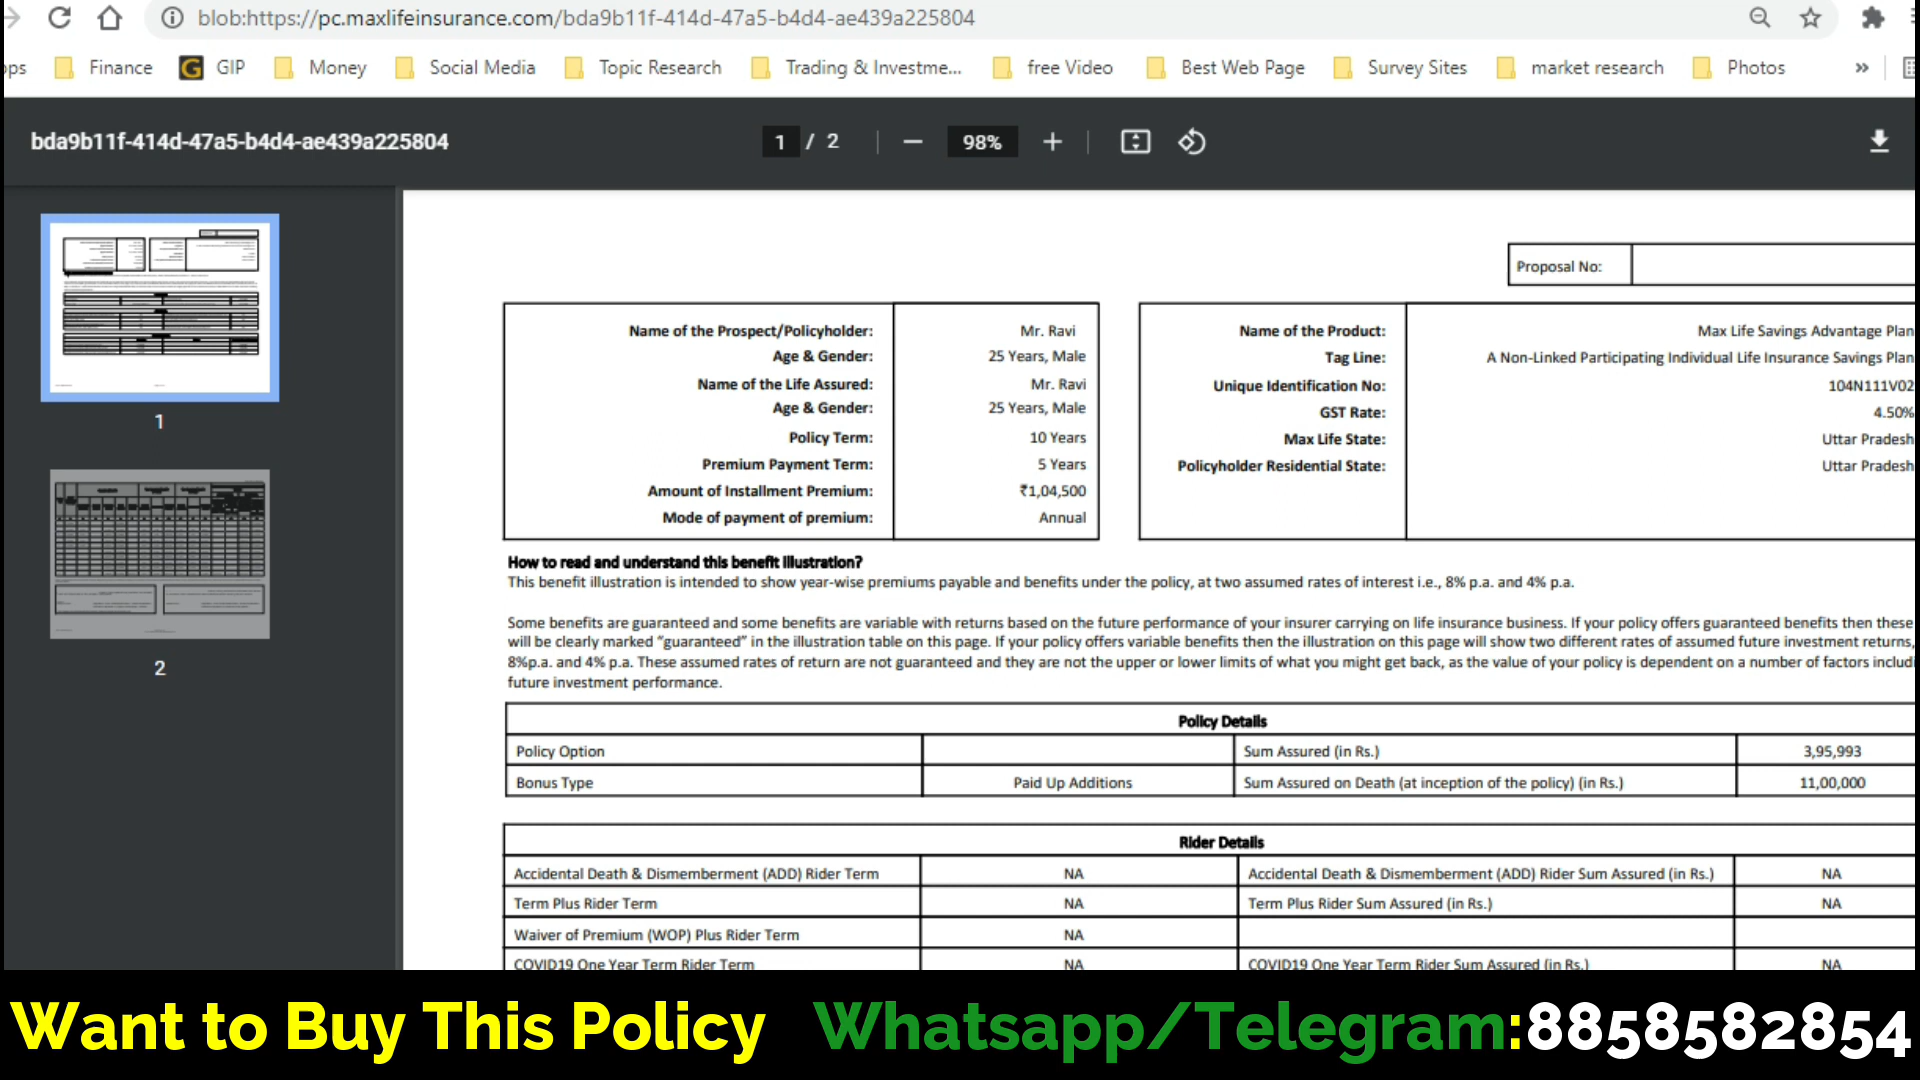 blob:https://pc.maxlifeinsurance.com/bda9b11f-414d-47a5-b4d4-ae439a225804
Finance GIP Money Social Media Topic Research Trading & Investme... free Video Best Web Page Survey Sites market research Photos »
bda9b11f-414d-47a5-b4d4-ae439a225804 1 / 2 — 98% +
Proposal No:
Name of the Prospect/Policyholder: Mr. Ravi
Age & Gender: 25 Years, Male
Name of the Life Assured: Mr. Ravi
Age & Gender: 25 Years, Male
Policy Term: 10 Years
Premium Payment Term: 5 Years
Amount of Installment Premium: ₹1,04,500
Mode of payment of premium: Annual
Name of the Product: Max Life Savings Advantage Plan
Tag Line: A Non-Linked Participating Individual Life Insurance Savings Plan
Unique Identification No: 104N111V02
GST Rate: 4.50%
Max Life State: Uttar Pradesh
Policyholder Residential State: Uttar Pradesh
How to read and understand this benefit illustration?
This benefit illustration is intended to show year-wise premiums payable and benefits under the policy, at two assumed rates of interest i.e., 8% p.a. and 4% p.a.
Some benefits are guaranteed and some benefits are variable with returns based on the future performance of your insurer carrying on life insurance business. If your policy offers guaranteed benefits then these
will be clearly marked “guaranteed” in the illustration table on this page. If your policy offers variable benefits then the illustration on this page will show two different rates of assumed future investment returns,
8%p.a. and 4% p.a. These assumed rates of return are not guaranteed and they are not the upper or lower limits of what you might get back, as the value of your policy is dependent on a number of factors includi
future investment performance.
Policy Details
Policy Option Sum Assured (in Rs.) 3,95,993
Bonus Type Paid Up Additions Sum Assured on Death (at inception of the policy) (in Rs.) 11,00,000
Rider Details
Accidental Death & Dismemberment (ADD) Rider Term NA Accidental Death & Dismemberment (ADD) Rider Sum Assured (in Rs.) NA
Term Plus Rider Term NA Term Plus Rider Sum Assured (in Rs.) NA
Waiver of Premium (WOP) Plus Rider Term NA
COVID19 One Year Term Rider Term NA COVID19 One Year Term Rider Sum Assured (in Rs.) NA
1
2
Want to Buy This Policy Whatsapp/Telegram:8858582854